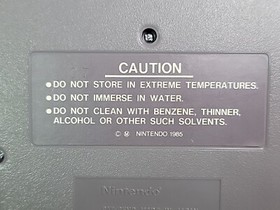 CAUTION
●DO NOT STORE IN EXTREME TEMPERATURES.
●DO NOT IMMERSE IN WATER.
●DO NOT CLEAN WITH BENZENE, THINNER,
ALCOHOL OR OTHER SUCH SOLVENTS.
© Ⓜ NINTENDO 1985
Nintendo